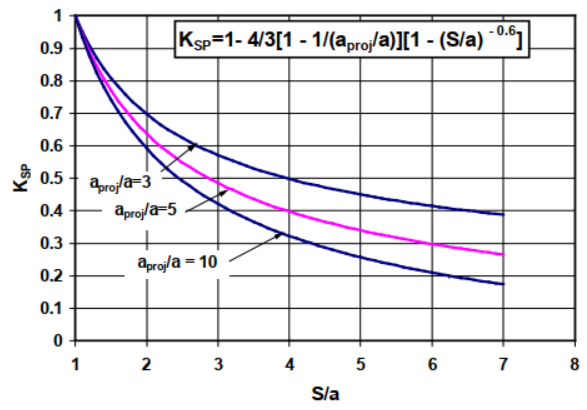 K_SP=1- 4/3[1 - 1/(a_proj/a)][1 - (S/a)^-0.6]
1
0.9
0.8
0.7
0.6
0.5
0.4
0.3
0.2
0.1
0
K_SP
a_proj/a=3
a_proj/a=5
a_proj/a = 10
1 2 3 4 5 6 7 8
S/a